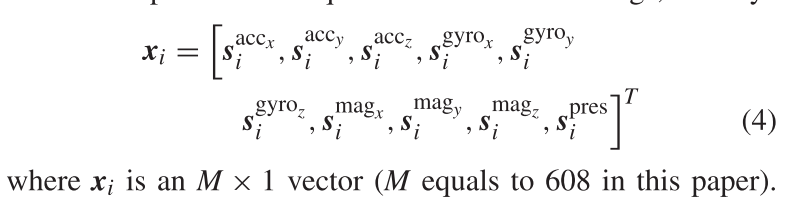 x_i = [s_i^{acc_x}, s_i^{acc_y}, s_i^{acc_z}, s_i^{gyro_x}, s_i^{gyro_y}
s_i^{gyro_z}, s_i^{mag_x}, s_i^{mag_y}, s_i^{mag_z}, s_i^{pres}]^T (4)
where x_i is an M × 1 vector (M equals to 608 in this paper).